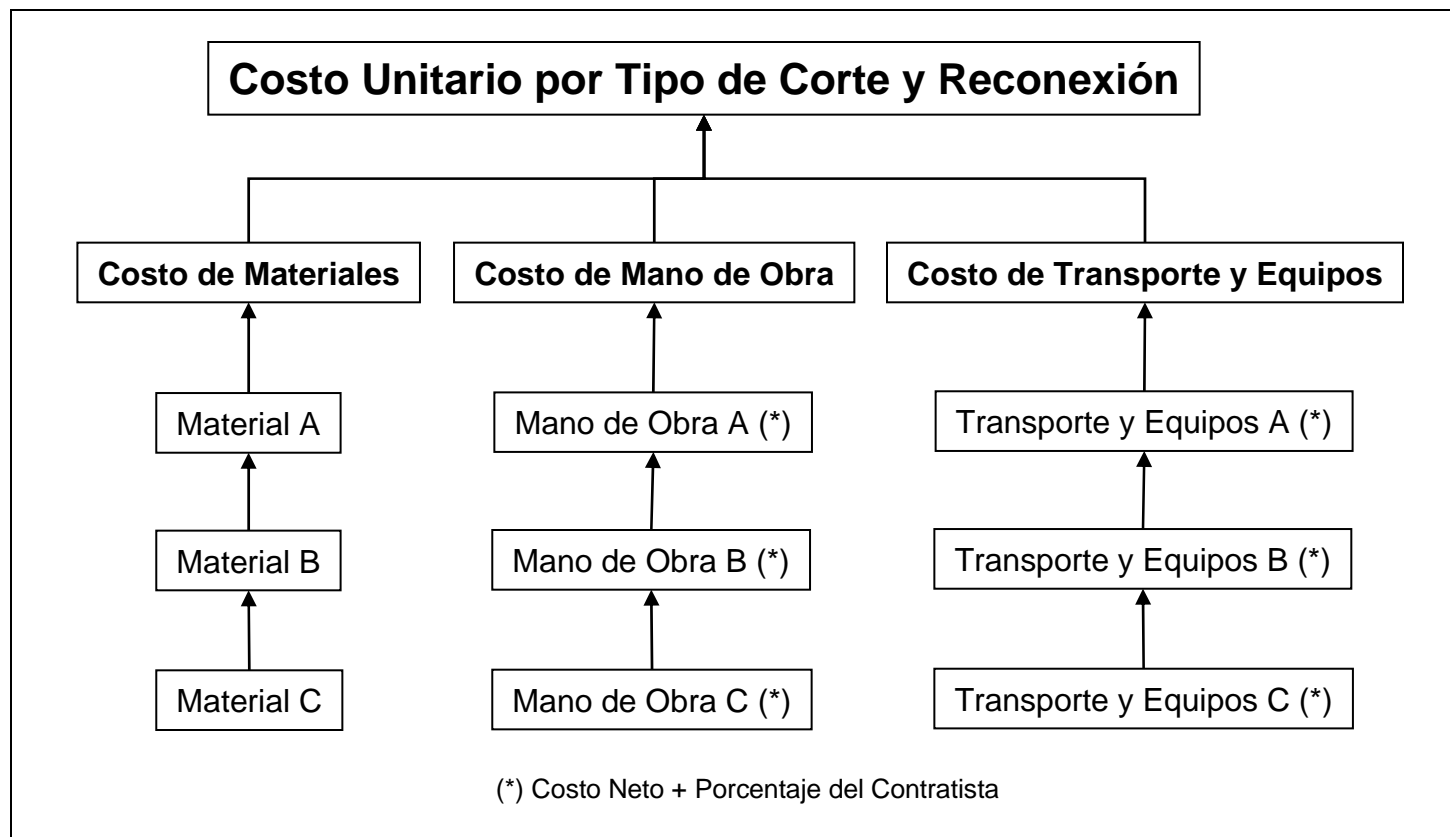 Costo Unitario por Tipo de Corte y Reconexión
Costo de Materiales
Costo de Mano de Obra
Costo de Transporte y Equipos
Material A
Mano de Obra A (*)
Transporte y Equipos A (*)
Material B
Mano de Obra B (*)
Transporte y Equipos B (*)
Material C
Mano de Obra C (*)
Transporte y Equipos C (*)
(*) Costo Neto + Porcentaje del Contratista